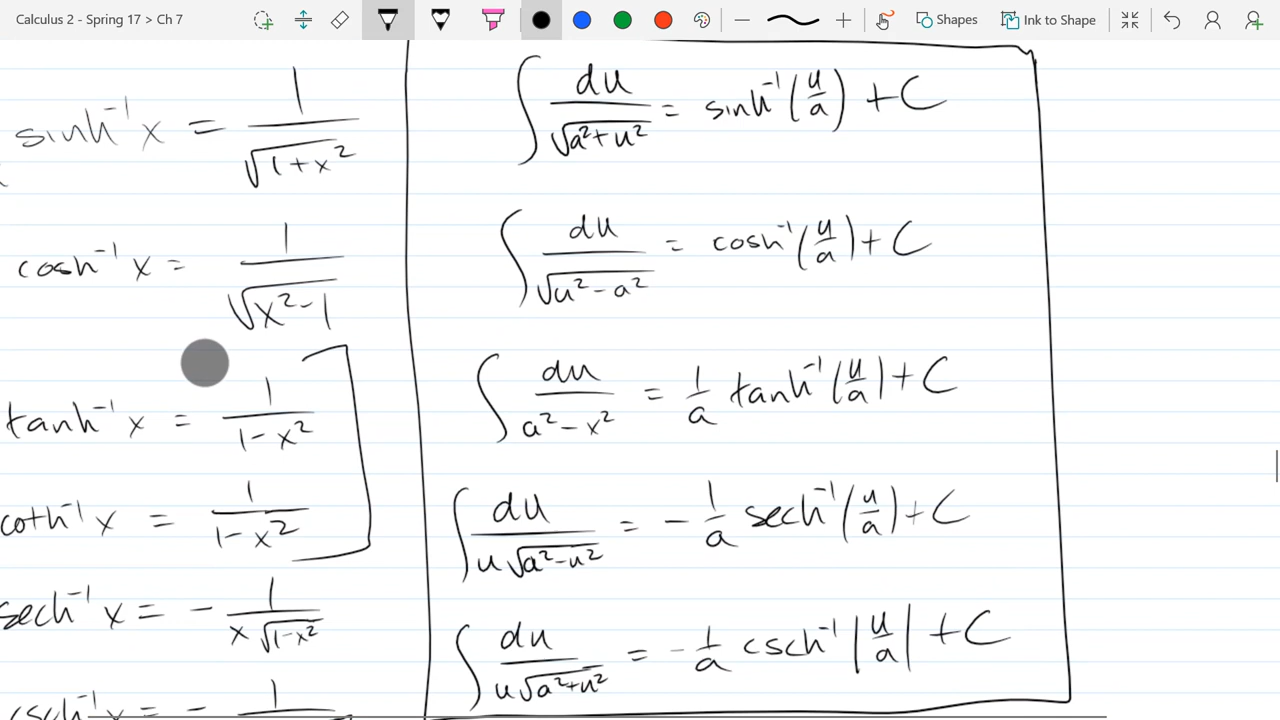 Calculus 2 - Spring 17 > Ch 7
Shapes
Ink to Shape
sinh⁻¹ x = 1/√(1+x²)
cosh⁻¹ x = 1/√(x²-1)
tanh⁻¹ x = 1/(1-x²)
coth⁻¹ x = 1/(1-x²)
sech⁻¹ x = - 1/(x√(1-x²))
csch⁻¹ x = - 1
∫ du/√(a²+u²) = sinh⁻¹(u/a) + C
∫ du/√(u²-a²) = cosh⁻¹(u/a) + C
∫ du/(a²-x²) = 1/a tanh⁻¹(u/a) + C
∫ du/(u√(a²-u²)) = - 1/a sech⁻¹(u/a) + C
∫ du/(u√(a²+u²)) = - 1/a csch⁻¹|u/a| + C